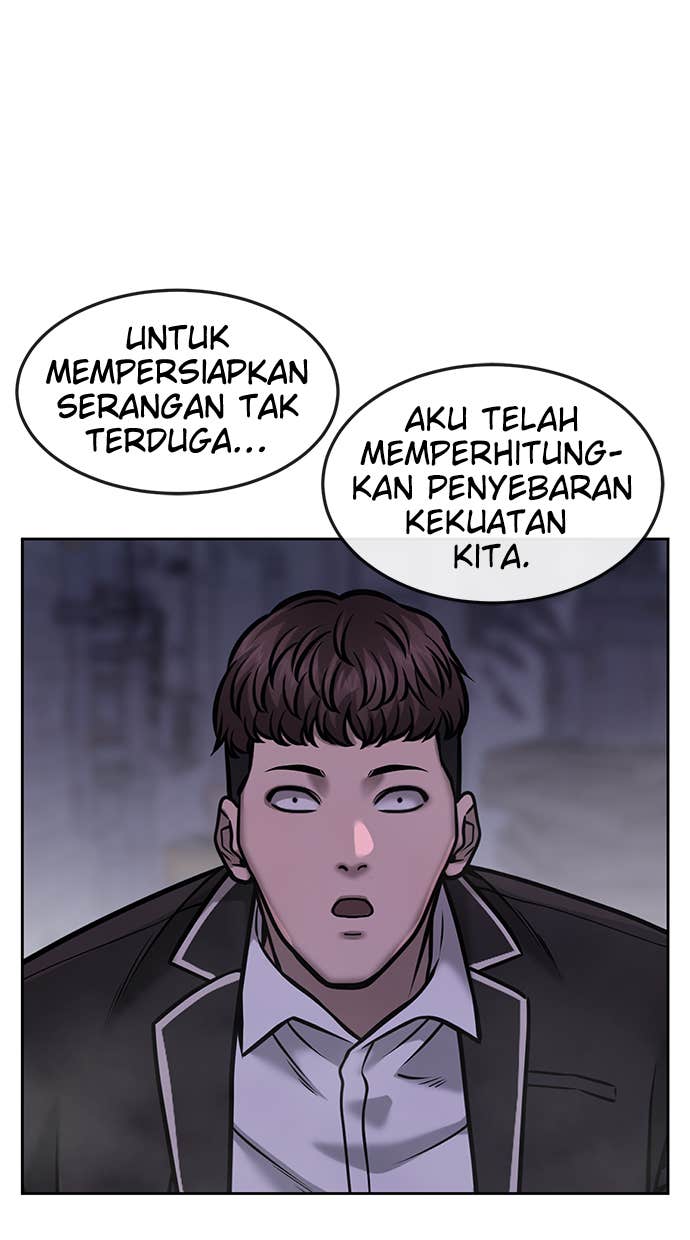 UNTUK
MEMPERSIAPKAN
SERANGAN TAK
TERDUGA...
AKU TELAH
MEMPERHITUNG-
KAN PENYEBARAN
KEKUATAN
KITA.